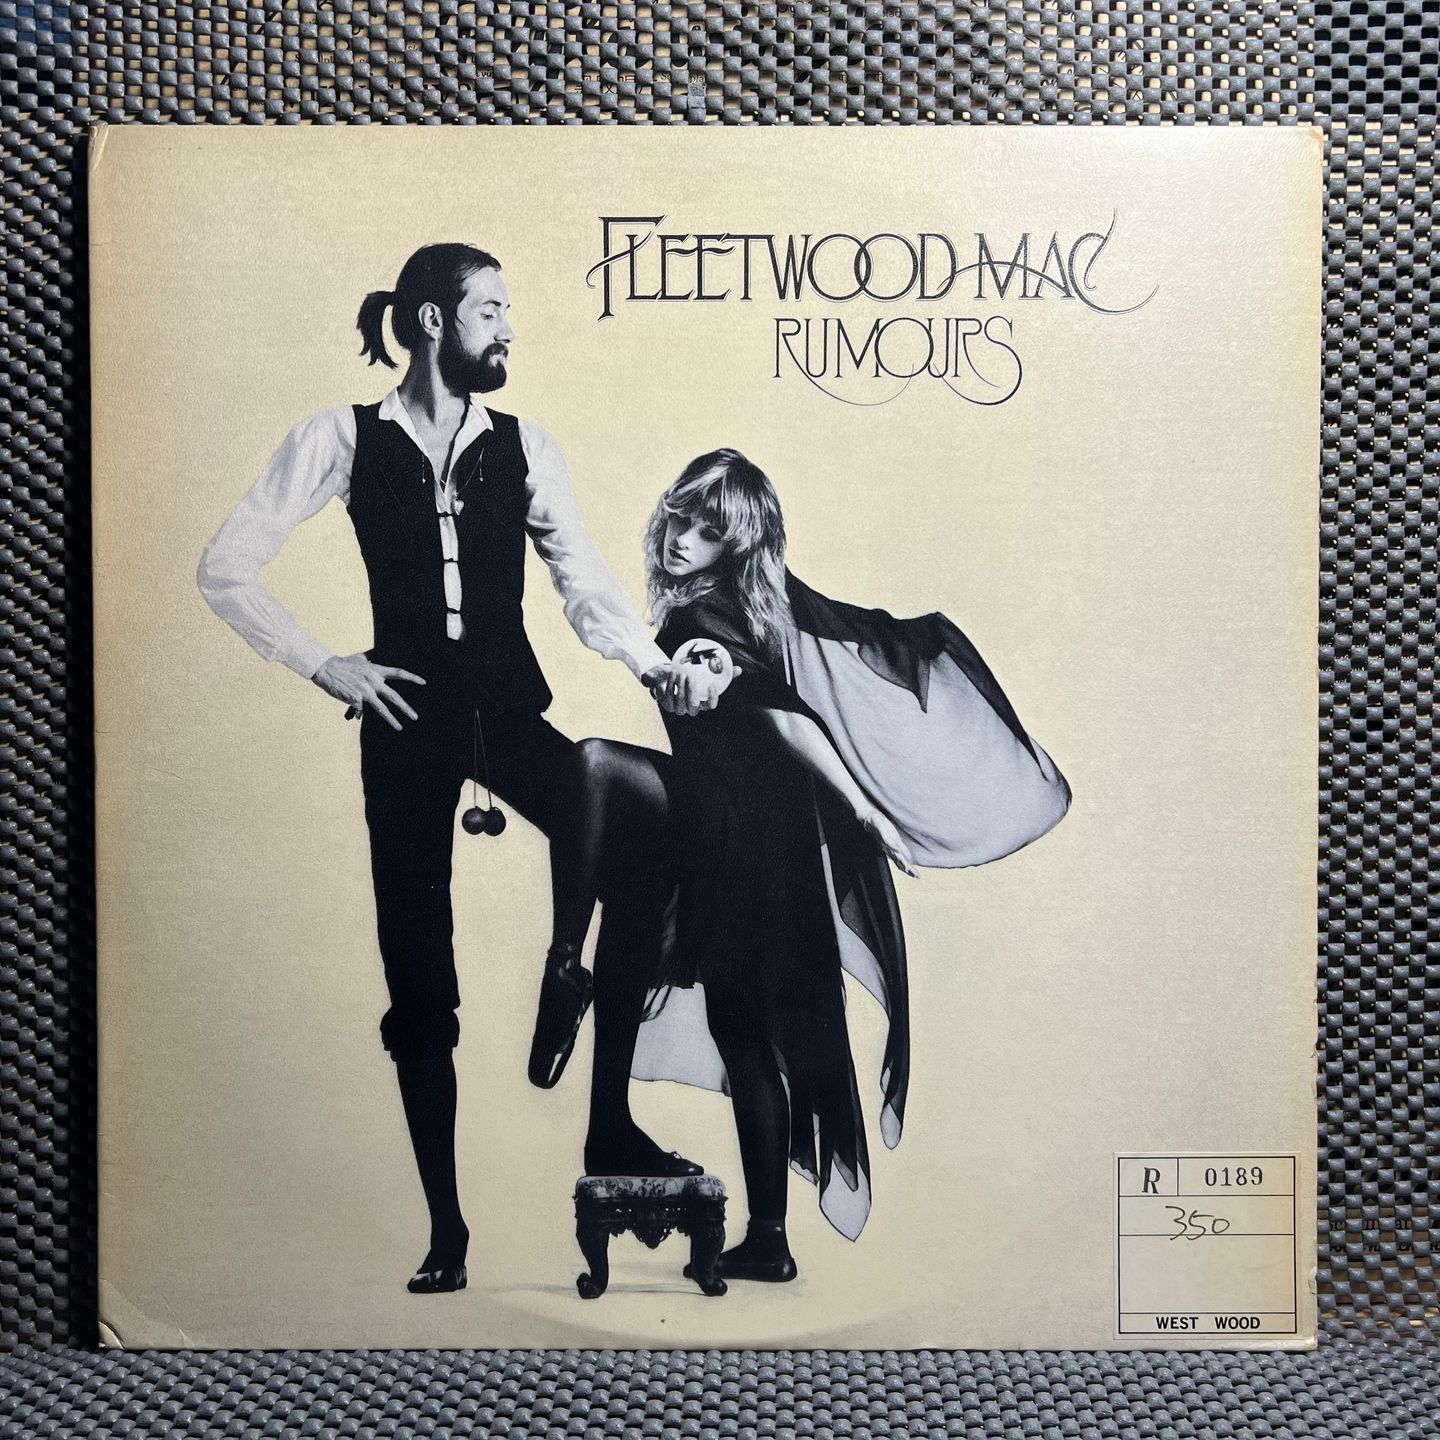 FLEETWOOD MAC
RUMOURS
R 0189
350
WEST WOOD